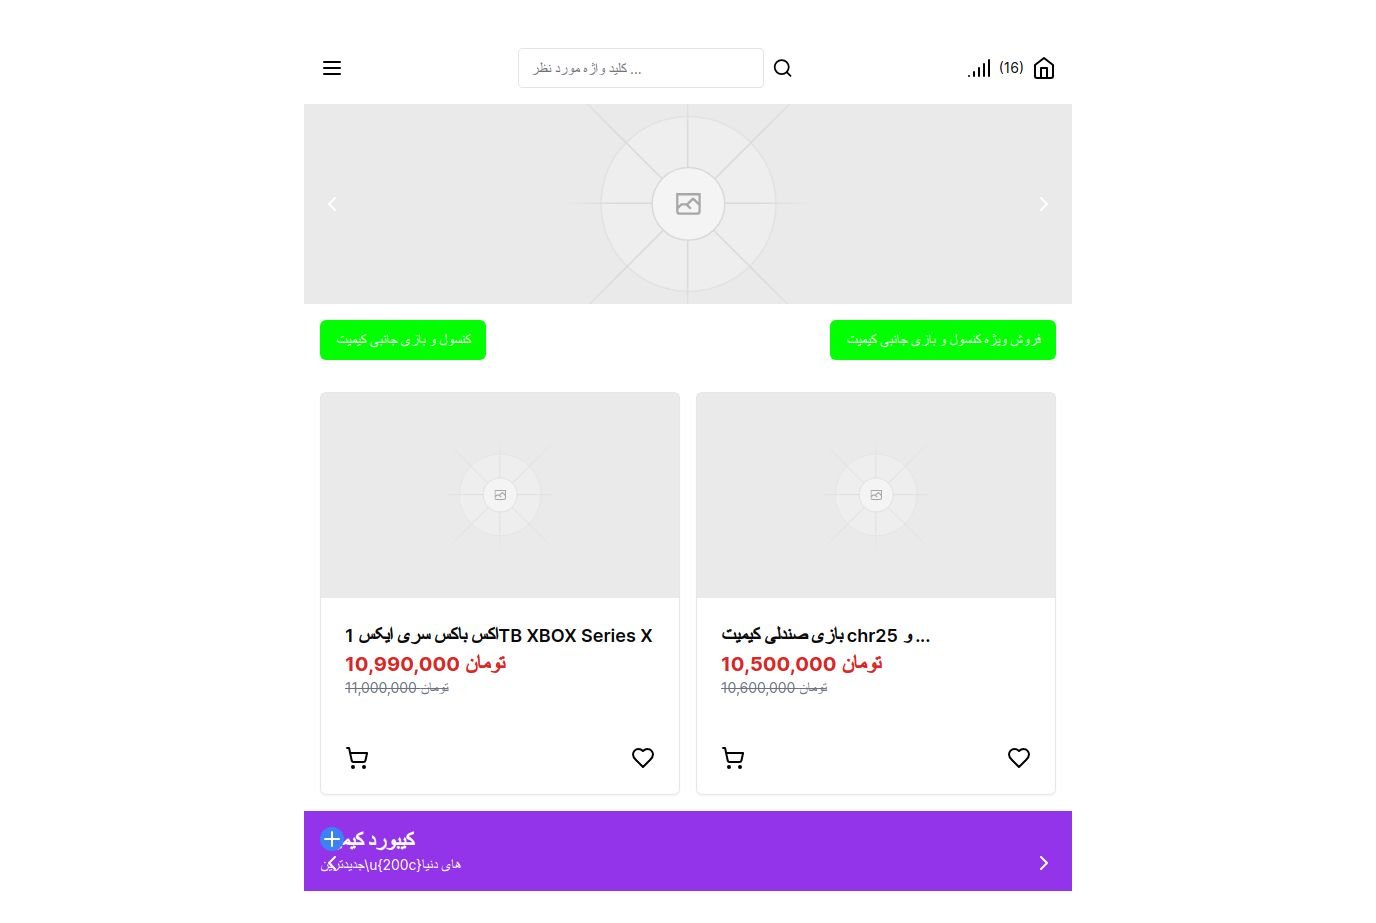 کلید واژه مورد نظر ...
(16)
کنسول و بازی جانبی کیمیت
فروش ویژه کنسول و بازی جانبی کیمیت
اکس باکس سری ایکس 1TB XBOX Series X
10,990,000 تومان
11,000,000 تومان
بازی صندلی کیمیت chr25 و ...
10,500,000 تومان
10,600,000 تومان
کیبورد
جدیدترین\u{200c}های دنیا